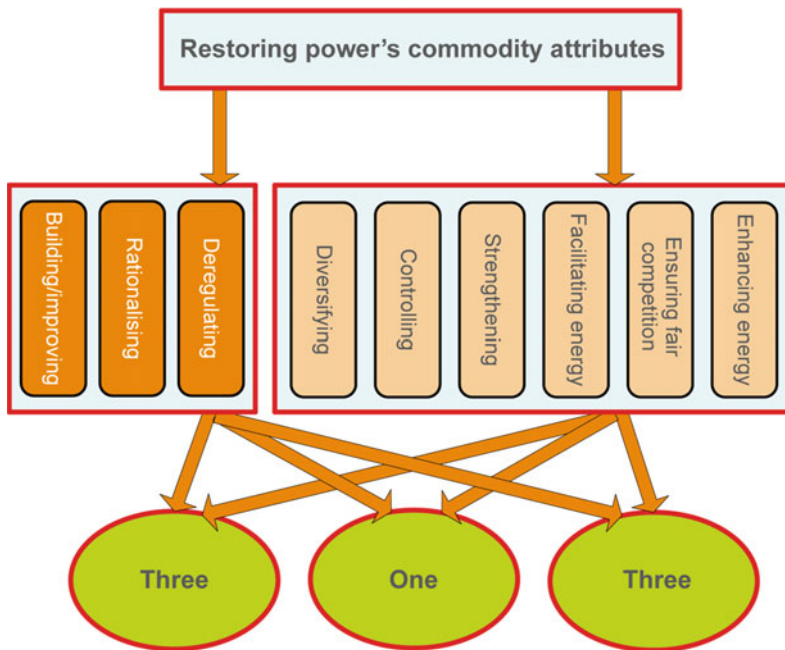 Restoring power’s commodity attributes
Building/improving
Rationalising
Deregulating
Diversifying
Controlling
Strengthening
Facilitating energy
Ensuring fair
competition
Enhancing energy
Three
One
Three